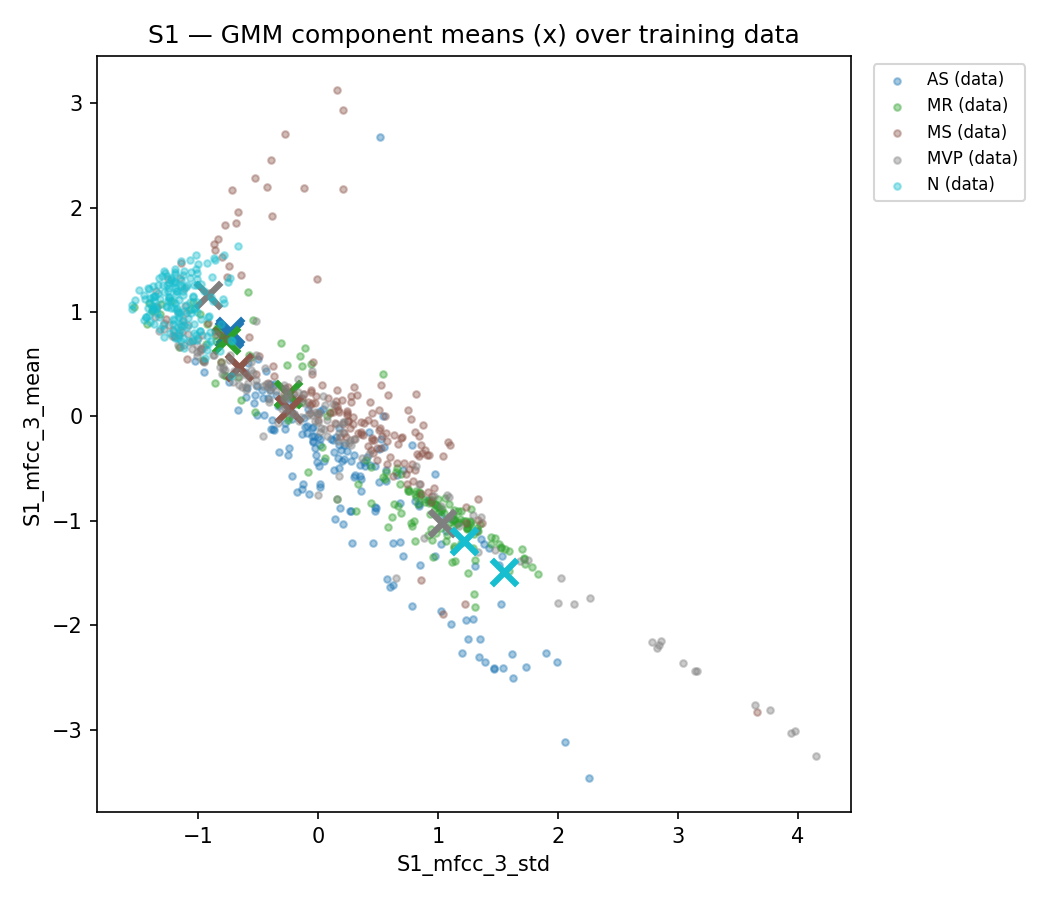 S1 — GMM component means (x) over training data
AS (data)
MR (data)
MS (data)
MVP (data)
N (data)
3
2
1
0
−1
−2
−3
S1_mfcc_3_mean
−1 0 1 2 3 4
S1_mfcc_3_std